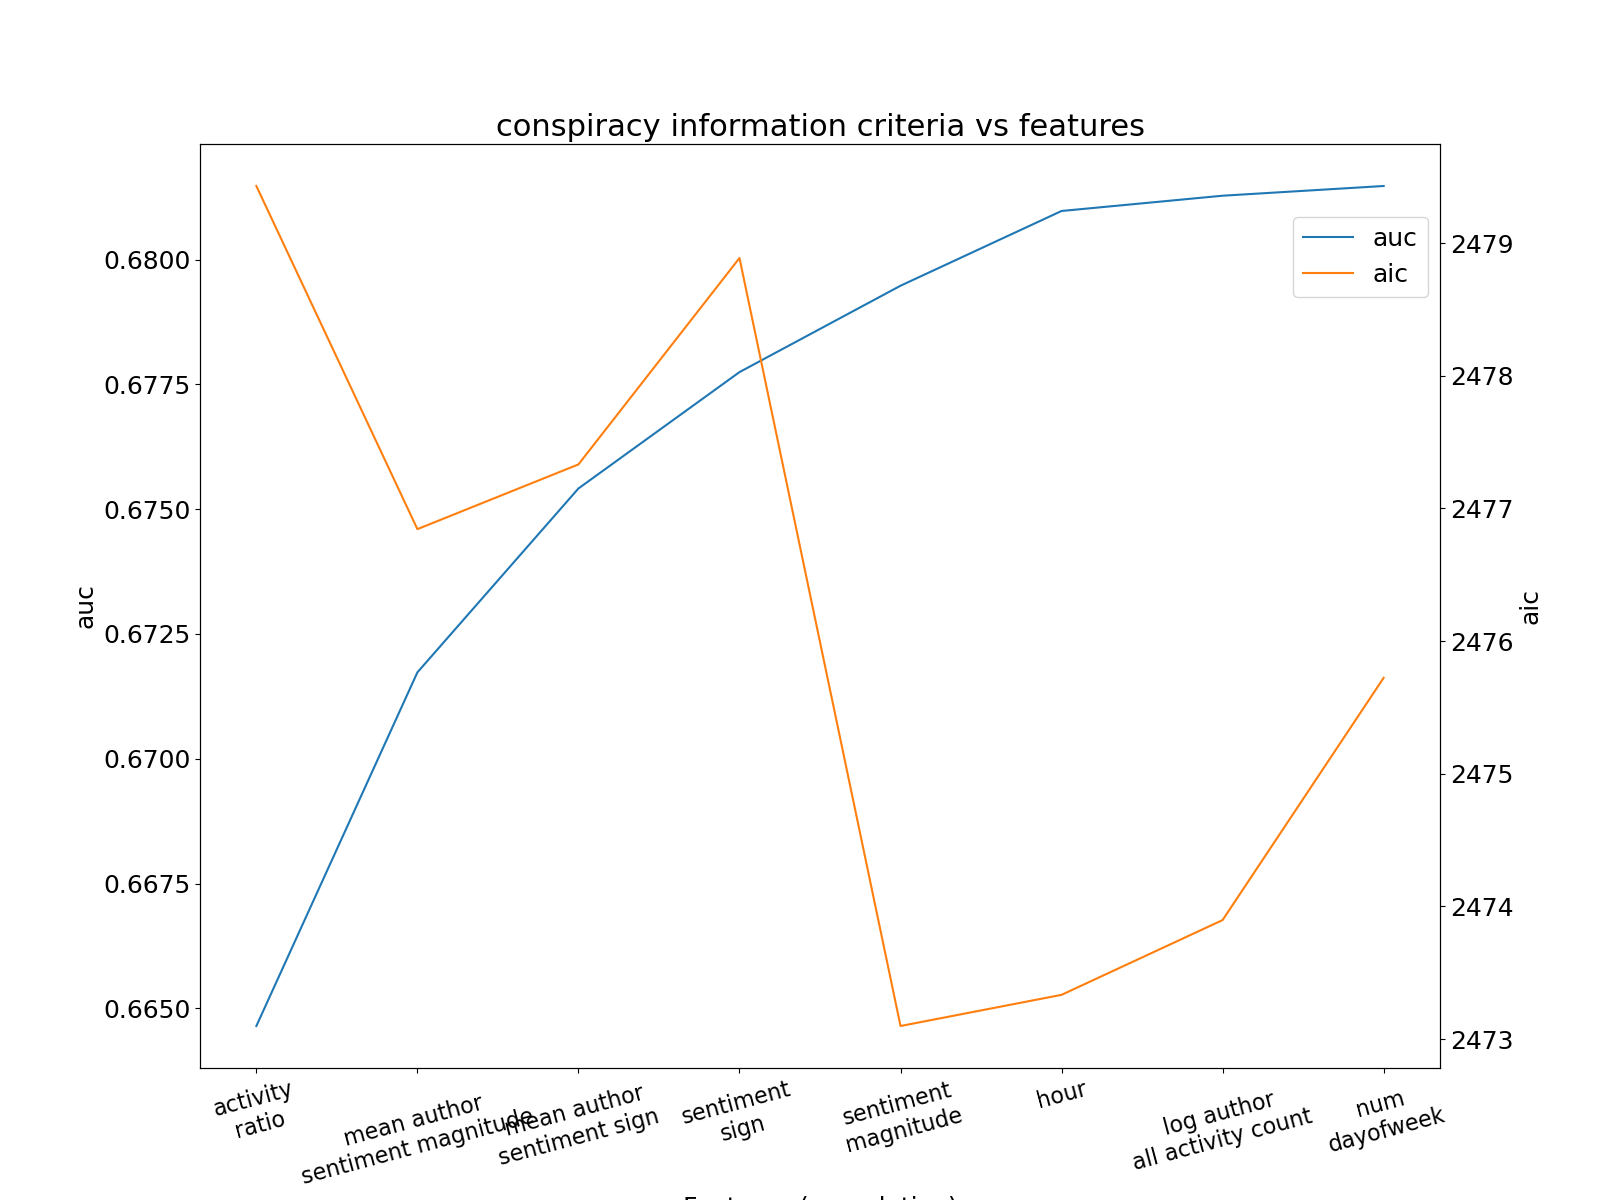 conspiracy information criteria vs features
auc
aic
0.6800
0.6775
0.6750
0.6725
0.6700
0.6675
0.6650
auc
2479
2478
2477
2476
2475
2474
2473
aic
activity
ratio
mean author
sentiment magnitude
mean author
sentiment sign
sentiment
sign
sentiment
magnitude
hour
log author
all activity count
num
dayofweek